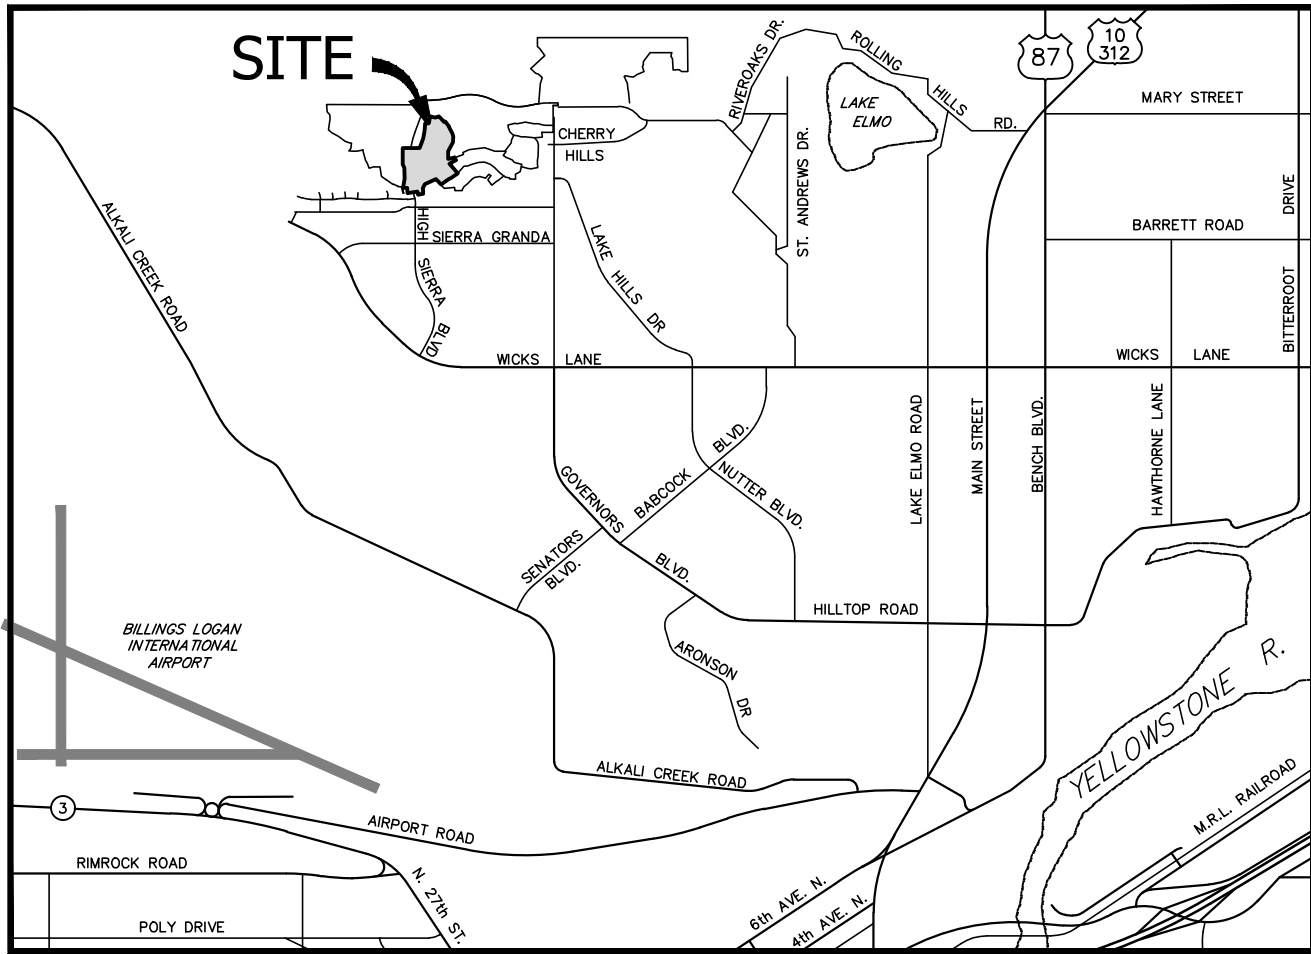 SITE
RIVEROAKS DR.
ROLLING
HILLS
RD.
87
10
312
LAKE
ELMO
MARY STREET
CHERRY
HILLS
ST. ANDREWS DR.
DRIVE
BITTERROOT
BARRETT ROAD
ALKALI CREEK ROAD
HIGH
SIERRA
BLVD
SIERRA GRANDA
LAKE
HILLS
DR
WICKS
LANE
WICKS
LANE
LAKE ELMO ROAD
MAIN STREET
BENCH BLVD.
HAWTHORNE LANE
GOVERNORS
BLVD.
BABCOCK
BLVD.
NUTTER BLVD.
SENATORS
BLVD.
HILLTOP ROAD
ARONSON
DR
BILLINGS LOGAN
INTERNATIONAL
AIRPORT
YELLOWSTONE
R.
ALKALI CREEK ROAD
M.R.L. RAILROAD
3
AIRPORT ROAD
RIMROCK ROAD
N. 27th ST.
POLY DRIVE
6th AVE. N.
4th AVE. N.